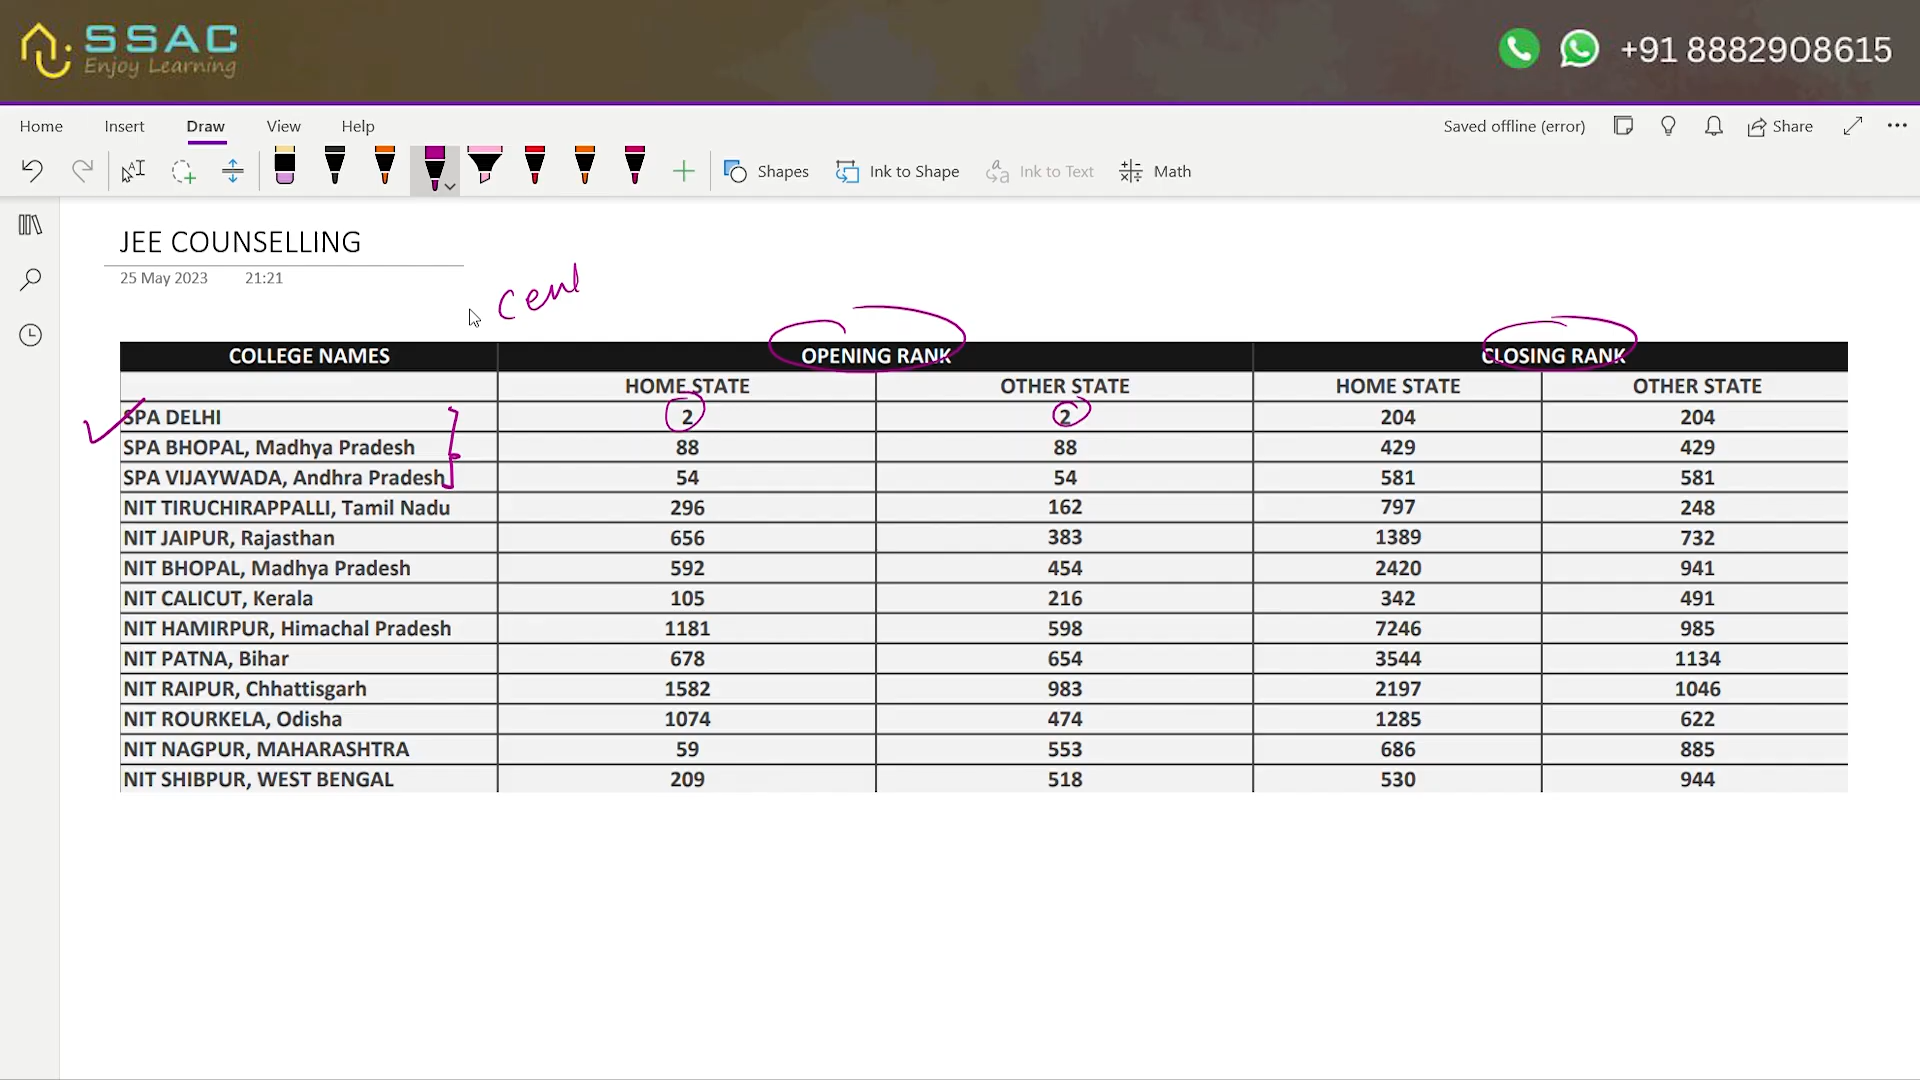 SSAC
Enjoy Learning
+91 8882908615
Home Insert Draw View Help
Saved offline (error) Share
Shapes Ink to Shape Ink to Text Math
JEE COUNSELLING
25 May 2023 21:21
COLLEGE NAMES OPENING RANK CLOSING RANK
HOME STATE OTHER STATE HOME STATE OTHER STATE
SPA DELHI 2 2 204 204
SPA BHOPAL, Madhya Pradesh 88 88 429 429
SPA VIJAYWADA, Andhra Pradesh 54 54 581 581
NIT TIRUCHIRAPPALLI, Tamil Nadu 296 162 797 248
NIT JAIPUR, Rajasthan 656 383 1389 732
NIT BHOPAL, Madhya Pradesh 592 454 2420 941
NIT CALICUT, Kerala 105 216 342 491
NIT HAMIRPUR, Himachal Pradesh 1181 598 7246 985
NIT PATNA, Bihar 678 654 3544 1134
NIT RAIPUR, Chhattisgarh 1582 983 2197 1046
NIT ROURKELA, Odisha 1074 474 1285 622
NIT NAGPUR, MAHARASHTRA 59 553 686 885
NIT SHIBPUR, WEST BENGAL 209 518 530 944